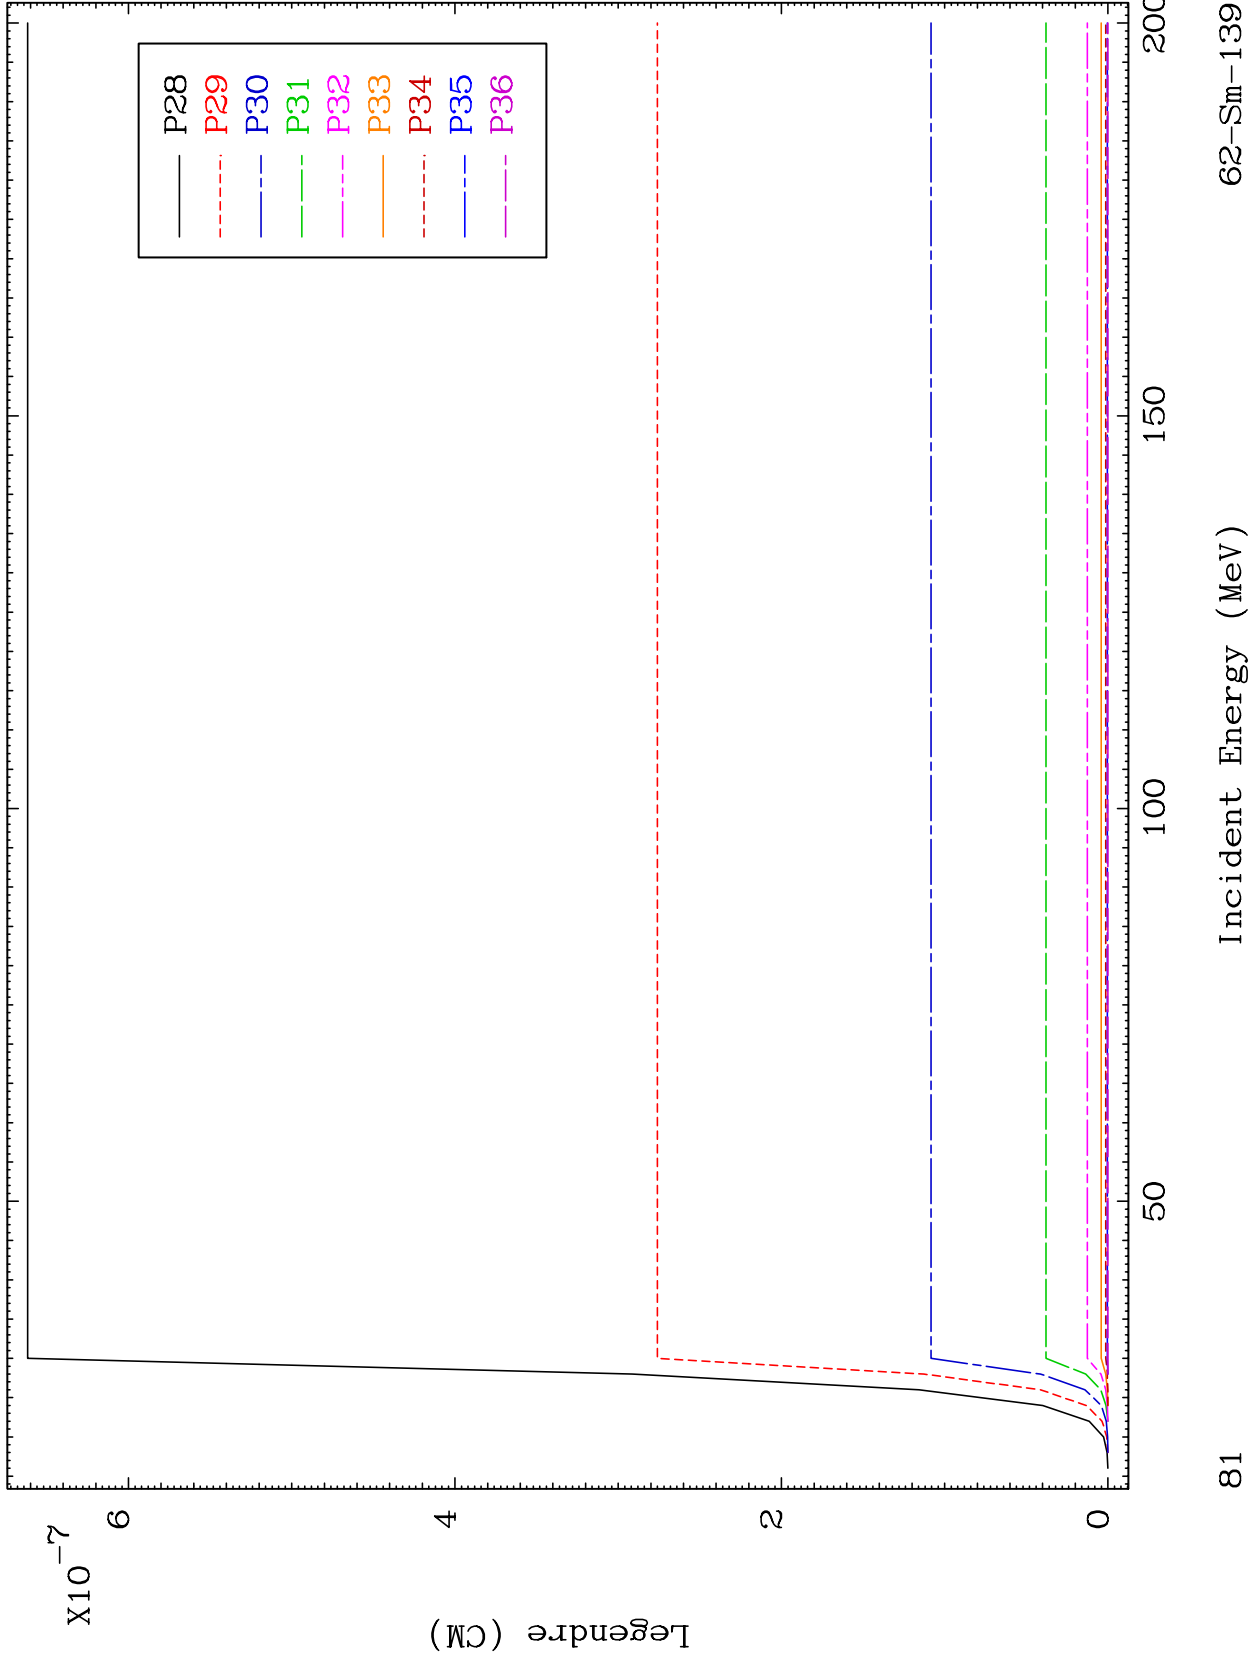 X10-7
6
4
2
0
Legendre (CM)
P28
P29
P30
P31
P32
P33
P34
P35
P36
50
100
150
200
Incident Energy (MeV)
81
62-Sm-139